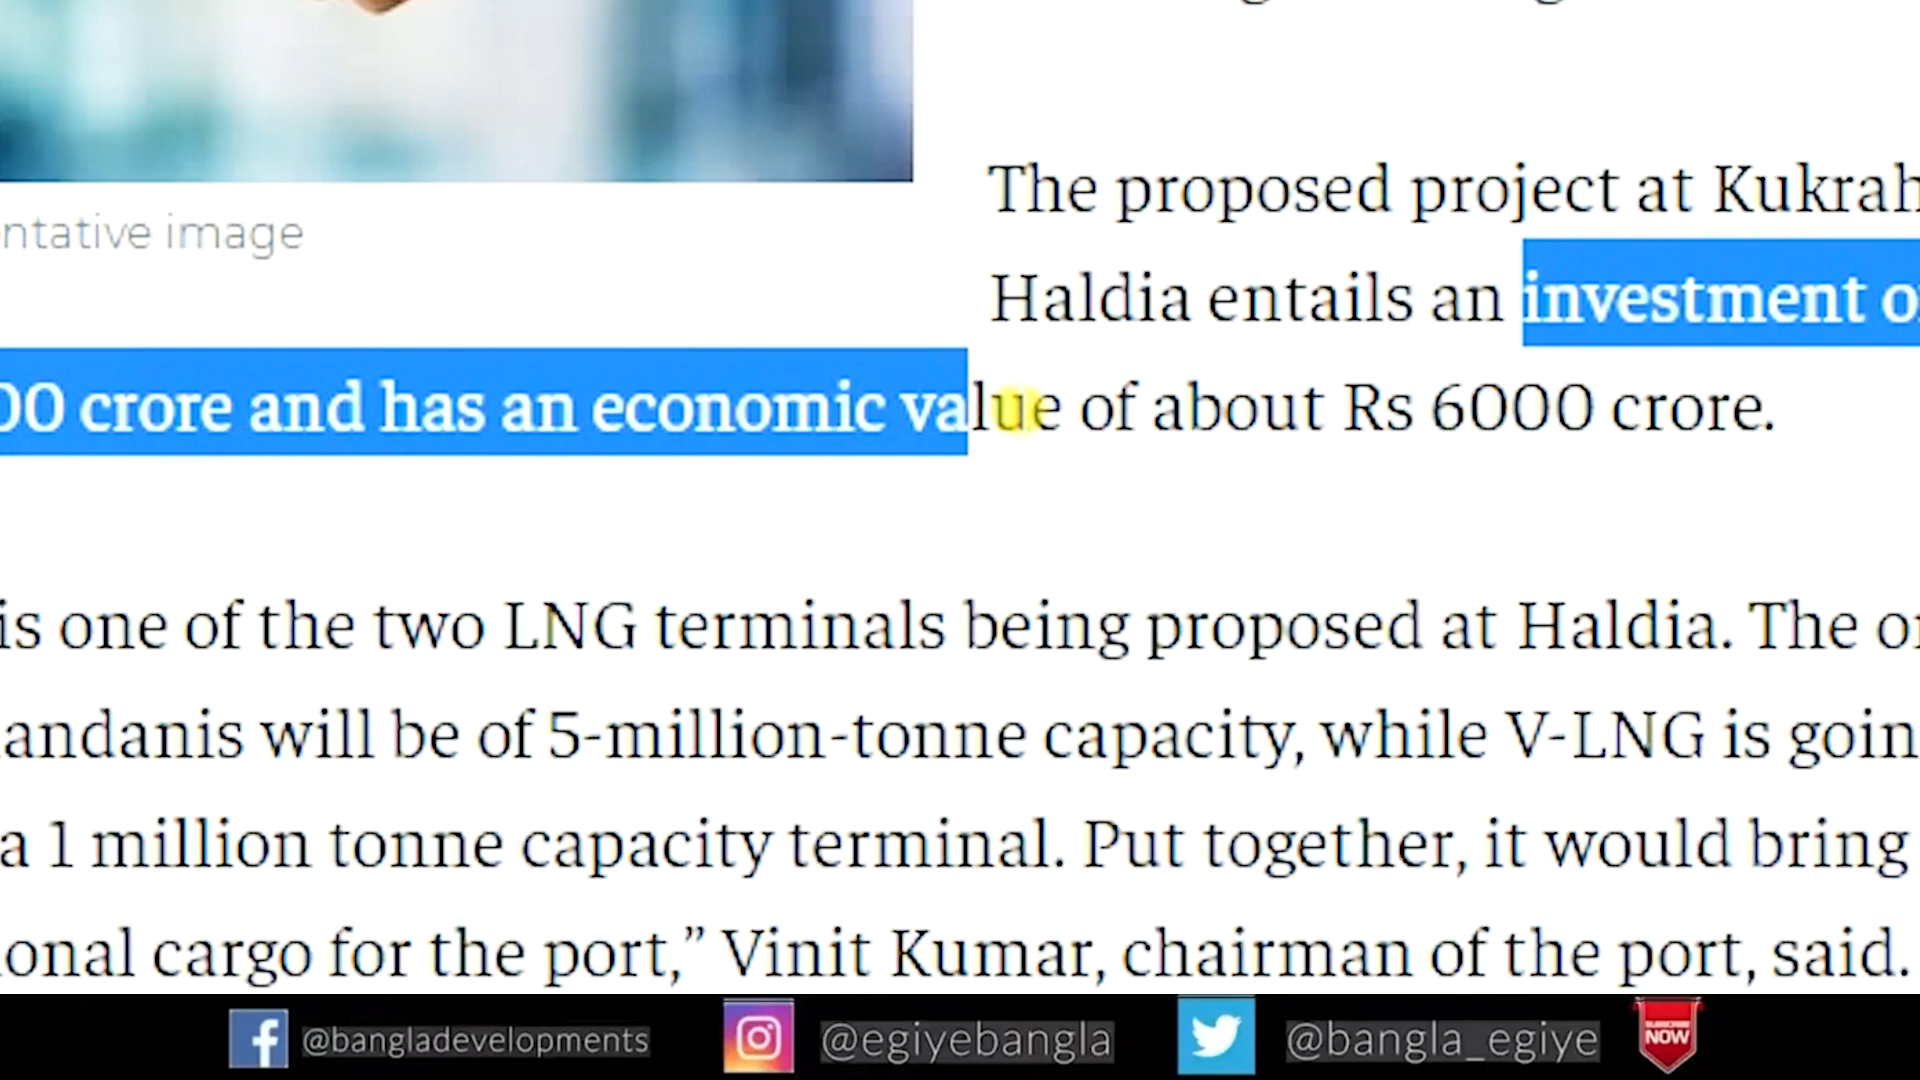 ntative image
The proposed project at Kukrah
Haldia entails an investment o
00 crore and has an economic value of about Rs 6000 crore.
is one of the two LNG terminals being proposed at Haldia. The o
andanis will be of 5-million-tonne capacity, while V-LNG is goin
a 1 million tonne capacity terminal. Put together, it would bring
onal cargo for the port,” Vinit Kumar, chairman of the port, said.
@bangladevelopments @egiyebangla @bangla_egiye SUBSCRIBE NOW